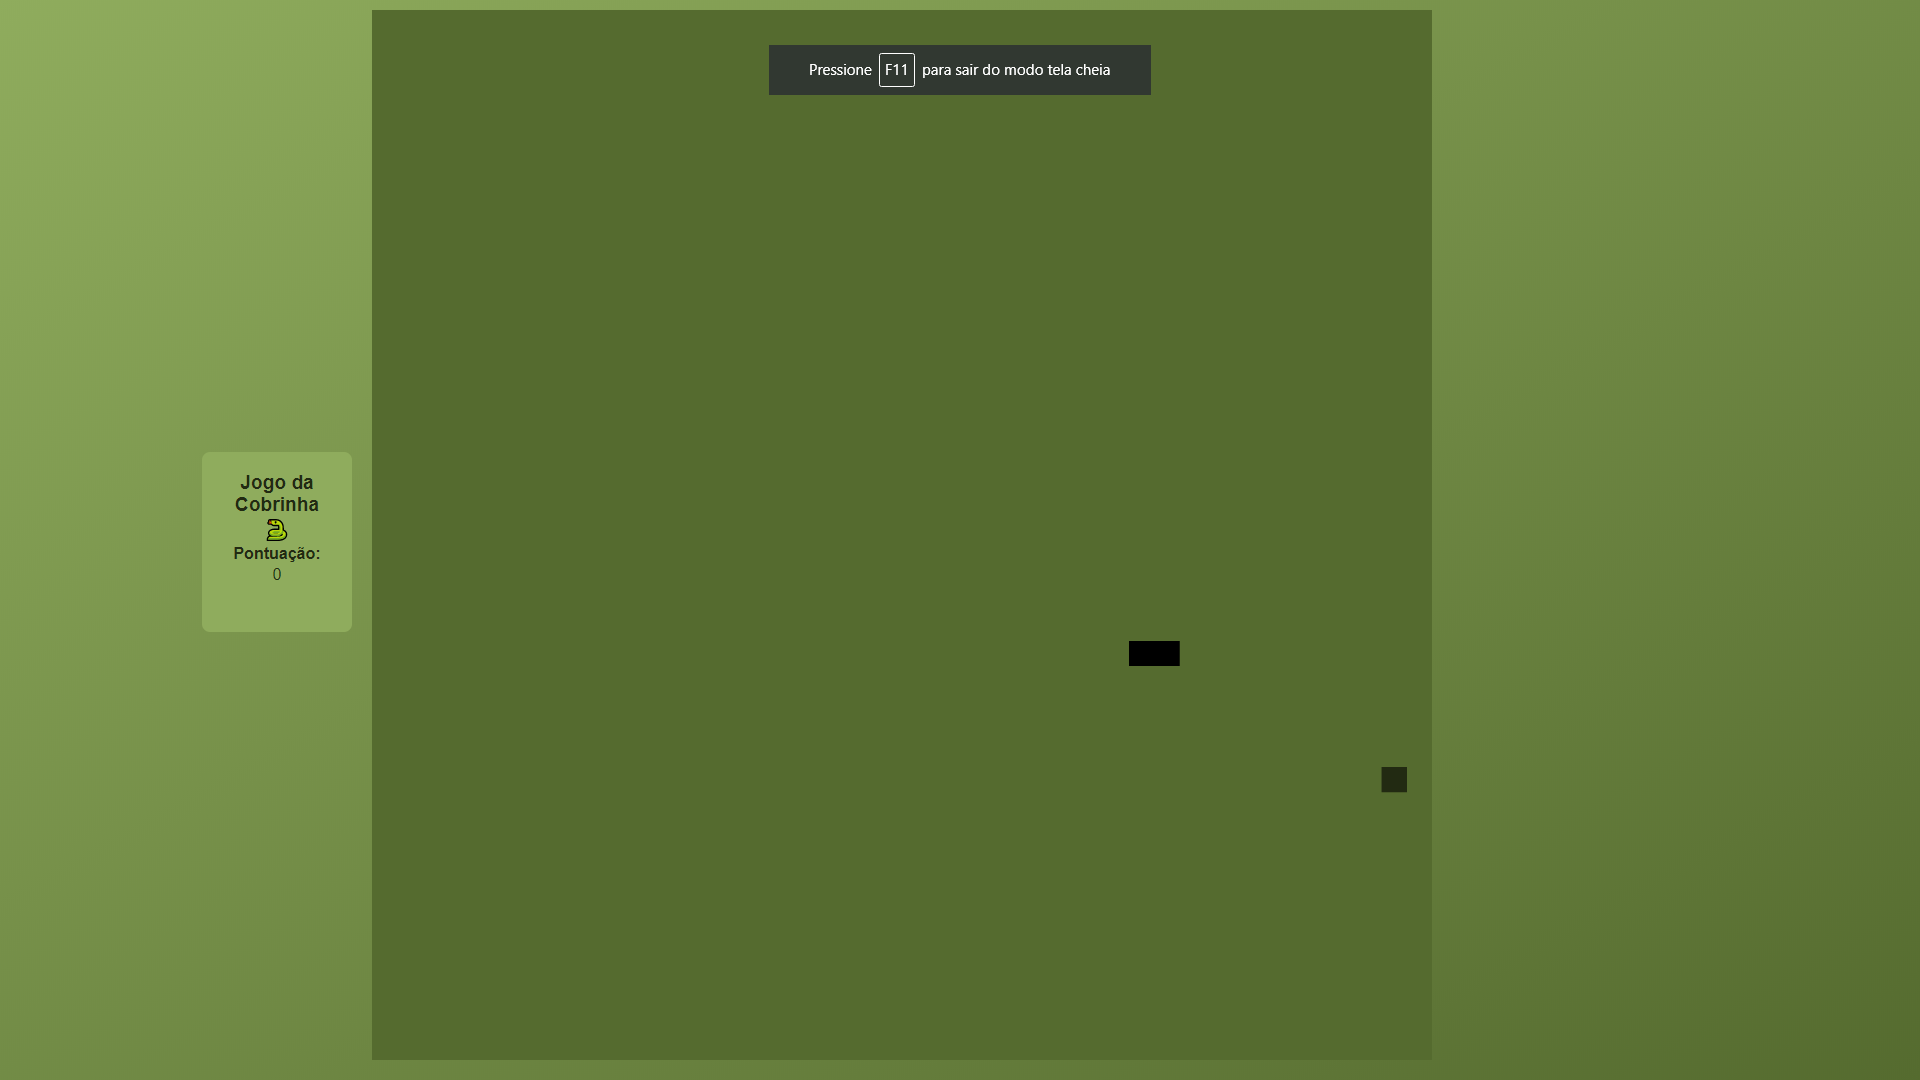 Pressione F11 para sair do modo tela cheia
Jogo da
Cobrinha
Pontuação:
0